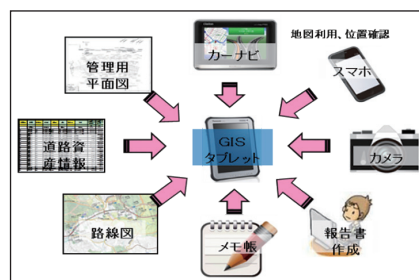 地図利用、位置確認
カーナビ
スマホ
管理用
平面図
GIS
タブレット
道路資
産情報
カメラ
路線図
メモ帳
報告書
作成